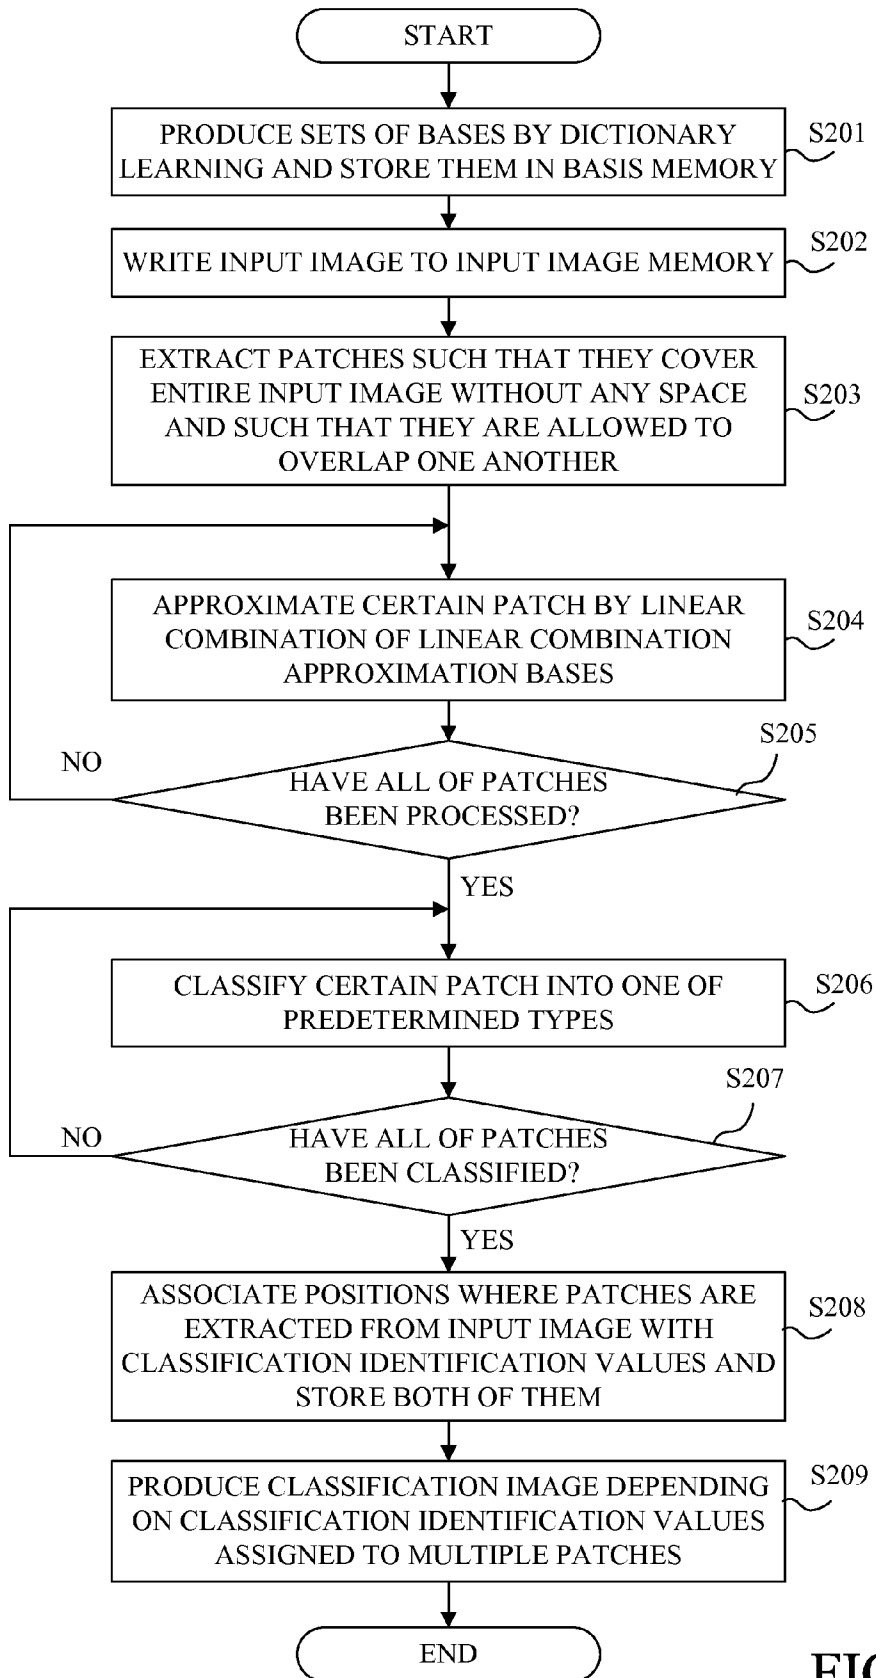 START
PRODUCE SETS OF BASES BY DICTIONARY
LEARNING AND STORE THEM IN BASIS MEMORY
S201
WRITE INPUT IMAGE TO INPUT IMAGE MEMORY
S202
EXTRACT PATCHES SUCH THAT THEY COVER
ENTIRE INPUT IMAGE WITHOUT ANY SPACE
AND SUCH THAT THEY ARE ALLOWED TO
OVERLAP ONE ANOTHER
S203
APPROXIMATE CERTAIN PATCH BY LINEAR
COMBINATION OF LINEAR COMBINATION
APPROXIMATION BASES
S204
HAVE ALL OF PATCHES
BEEN PROCESSED?
S205
NO
YES
CLASSIFY CERTAIN PATCH INTO ONE OF
PREDETERMINED TYPES
S206
HAVE ALL OF PATCHES
BEEN CLASSIFIED?
S207
NO
YES
ASSOCIATE POSITIONS WHERE PATCHES ARE
EXTRACTED FROM INPUT IMAGE WITH
CLASSIFICATION IDENTIFICATION VALUES AND
STORE BOTH OF THEM
S208
PRODUCE CLASSIFICATION IMAGE DEPENDING
ON CLASSIFICATION IDENTIFICATION VALUES
ASSIGNED TO MULTIPLE PATCHES
S209
END